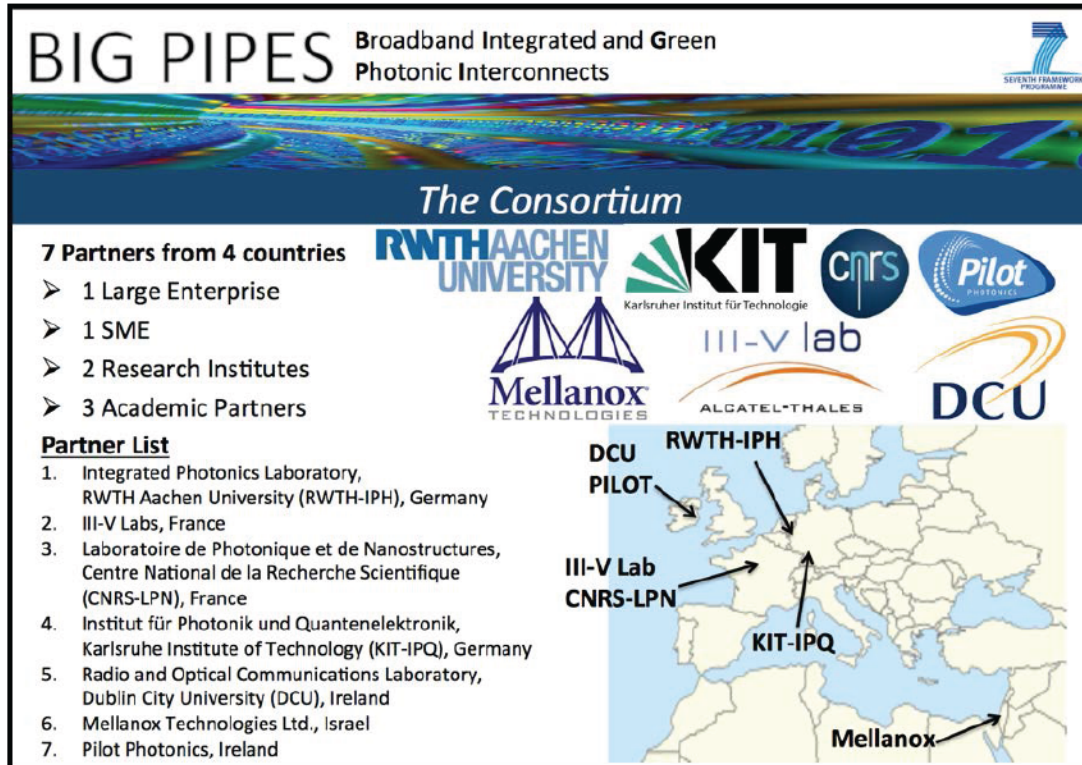 BIG PIPES
Broadband Integrated and Green
Photonic Interconnects
7
SEVENTH FRAMEWORK
PROGRAMME
10101
The Consortium
7 Partners from 4 countries
➢ 1 Large Enterprise
➢ 1 SME
➢ 2 Research Institutes
➢ 3 Academic Partners
RWTHAACHEN
UNIVERSITY
KIT
Karlsruher Institut für Technologie
cnrs
Pilot
PHOTONICS
Mellanox
TECHNOLOGIES
III-V lab
ALCATEL-THALES
DCU
Partner List
1. Integrated Photonics Laboratory,
RWTH Aachen University (RWTH-IPH), Germany
2. III-V Labs, France
3. Laboratoire de Photonique et de Nanostructures,
Centre National de la Recherche Scientifique
(CNRS-LPN), France
4. Institut für Photonik und Quantenelektronik,
Karlsruhe Institute of Technology (KIT-IPQ), Germany
5. Radio and Optical Communications Laboratory,
Dublin City University (DCU), Ireland
6. Mellanox Technologies Ltd., Israel
7. Pilot Photonics, Ireland
RWTH-IPH
DCU
PILOT
III-V Lab
CNRS-LPN
KIT-IPQ
Mellanox